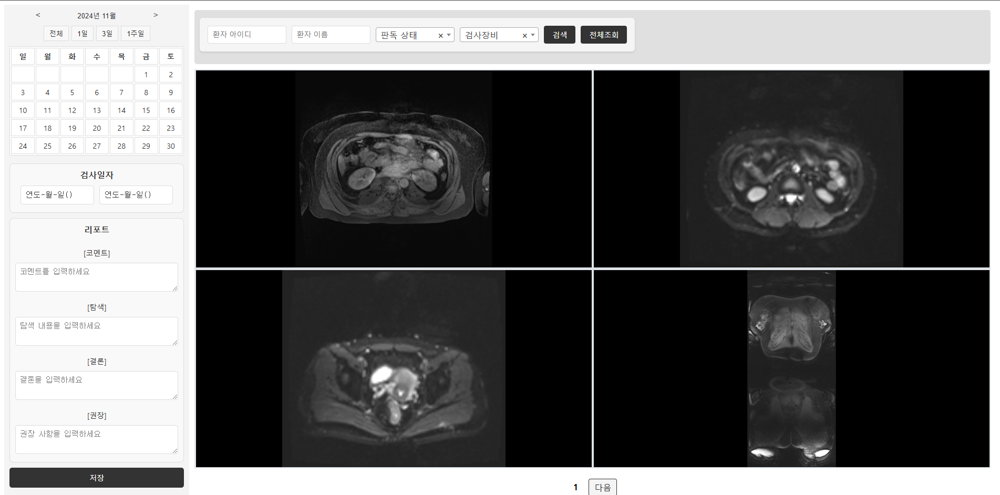 < 2024년 11월 >
전체 1일 3일 1주일
일 월 화 수 목 금 토
1 2
3 4 5 6 7 8 9
10 11 12 13 14 15 16
17 18 19 20 21 22 23
24 25 26 27 28 29 30
검사일자
연도-월-일() 연도-월-일()
리포트
[코멘트]
코멘트를 입력하세요
[탐색]
탐색 내용을 입력하세요
[결론]
결론을 입력하세요
[권장]
권장 사항을 입력하세요
저장
환자 아이디 환자 이름 판독 상태 × 검사장비 × 검색 전체조회
1 다음